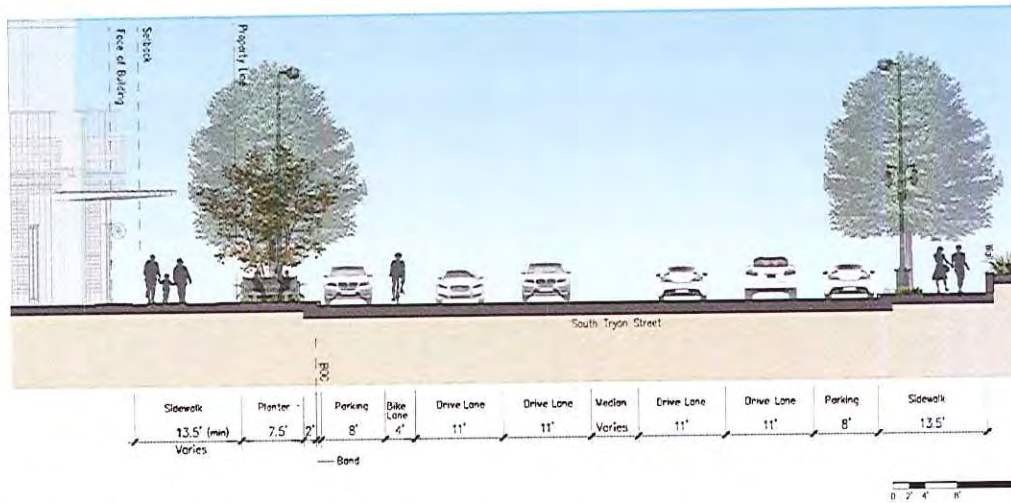 Face of Building
Setback
Property Line
South Tryon Street
BOC
Sidewalk
13.5' (min)
Varies
Planter
7.5'
2'
Parking
8'
Bike
Lane
4'
Drive Lane
11'
Drive Lane
11'
Median
Varies
Drive Lane
11'
Drive Lane
11'
Parking
8'
Sidewalk
13.5'
Band
0 2' 4' 8'